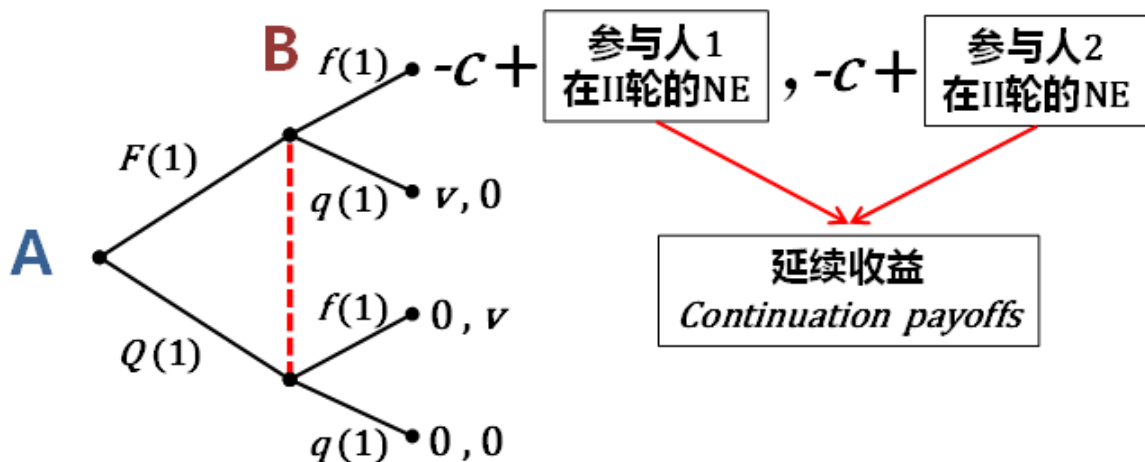 B
f(1)
-c + 参与人1
在II轮的NE
, -c + 参与人2
在II轮的NE
F(1)
q(1)
v, 0
A
延续收益
Continuation payoffs
f(1)
0, v
Q(1)
q(1)
0, 0